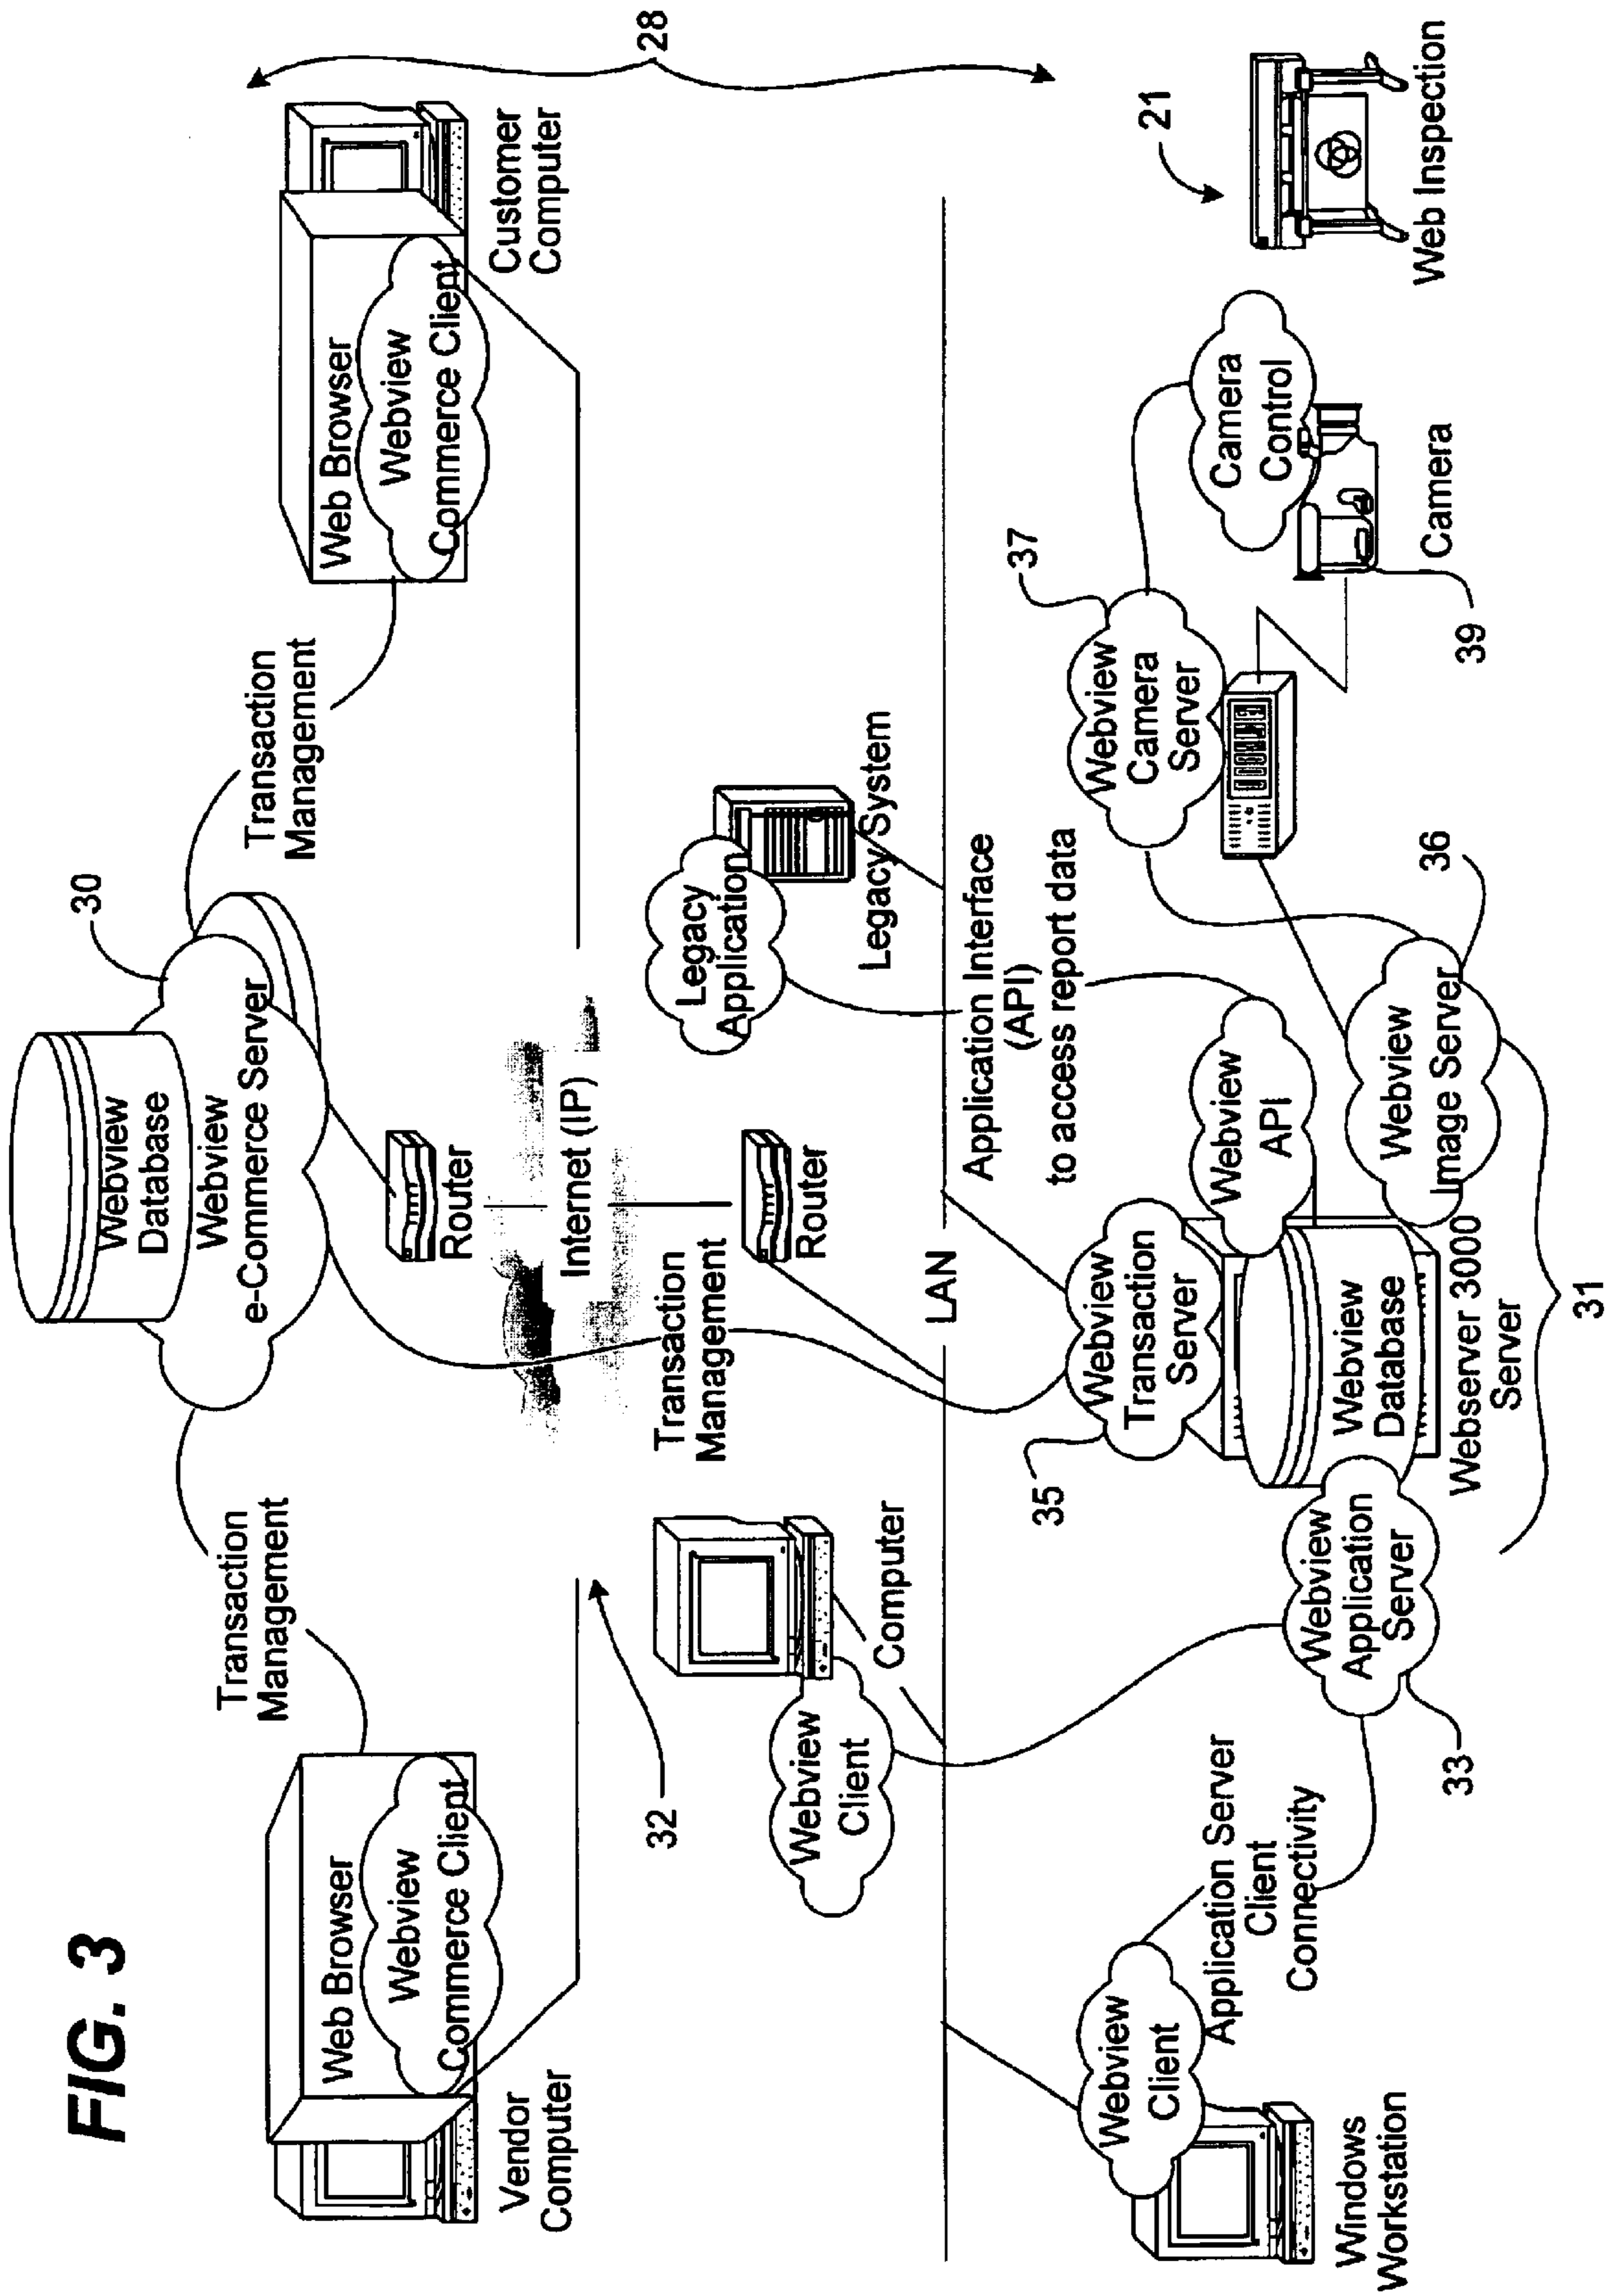 FIG. 3
30
Webview
Database
Webview
e-Commerce Server
Transaction
Management
Transaction
Management
Web Browser
Webview
Commerce Client
Vendor
Computer
Web Browser
Webview
Commerce Client
Customer
Computer
28
Router
Internet (IP)
Router
32
Transaction
Management
Webview
Client
Computer
Legacy
Application
Legacy System
LAN
Application Interface
(API)
to access report data
Webview
Client
Windows
Workstation
Application Server
Client
Connectivity
35
Webview
Transaction
Server
Webview
API
Webview
Database
Webserver 3000
Server
Webview
Application
Server
33
Webview
Image Server
36
31
37
Webview
Camera
Server
Camera
Control
Camera
39
21
Web Inspection